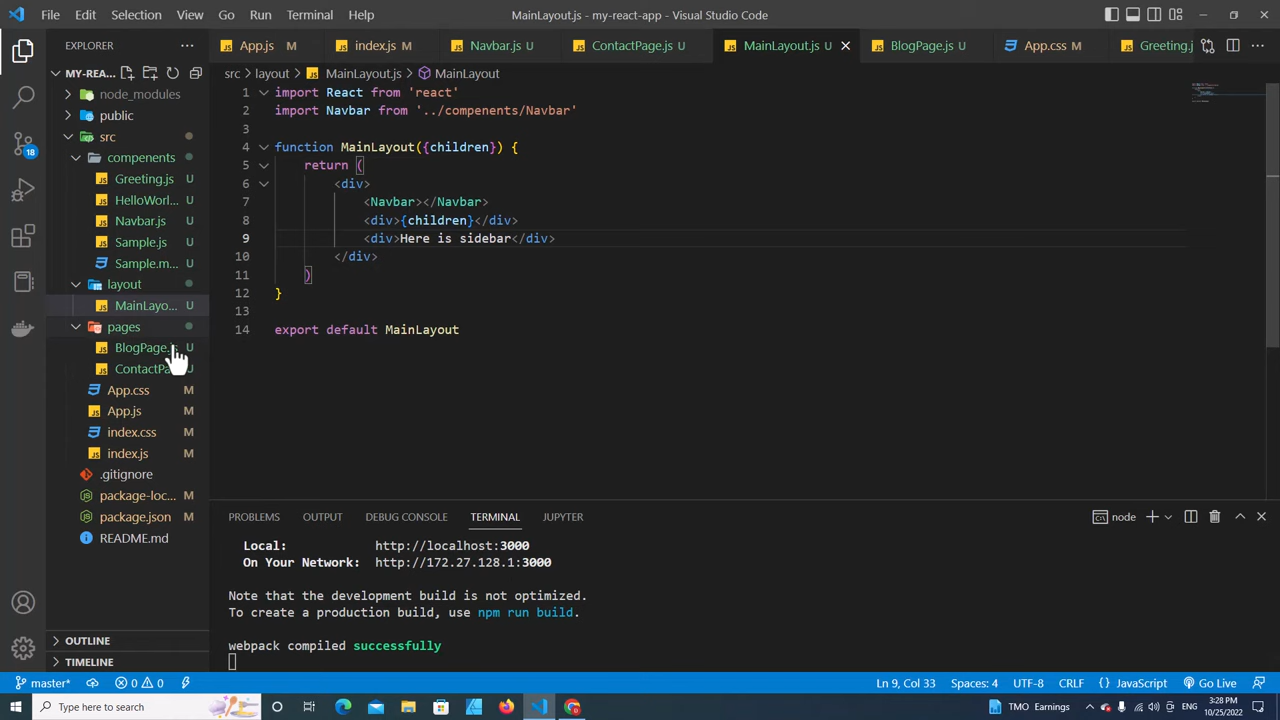 File Edit Selection View Go Run Terminal Help MainLayout.js - my-react-app - Visual Studio Code
EXPLORER
App.js M index.js M Navbar.js U ContactPage.js U MainLayout.js U BlogPage.js U App.css M Greeting.j
MY-REA...
src > layout > MainLayout.js > MainLayout
node_modules
public
src
compenents
Greeting.js U
HelloWorl... U
Navbar.js U
Sample.js U
Sample.m... U
layout
MainLayo... U
pages
BlogPage.js U
ContactPa U
App.css M
App.js M
index.css M
index.js M
.gitignore
package-loc... M
package.json M
README.md
OUTLINE
TIMELINE
18
1 import React from 'react'
2 import Navbar from '../compenents/Navbar'
3
4 function MainLayout({children}) {
5 return (
6 <div>
7 <Navbar></Navbar>
8 <div>{children}</div>
9 <div>Here is sidebar</div>
10 </div>
11 )
12 }
13
14 export default MainLayout
PROBLEMS OUTPUT DEBUG CONSOLE TERMINAL JUPYTER node
Local: http://localhost:3000
On Your Network: http://172.27.128.1:3000
Note that the development build is not optimized.
To create a production build, use npm run build.
webpack compiled successfully
master* 0 0 Ln 9, Col 33 Spaces: 4 UTF-8 CRLF {} JavaScript Go Live
Type here to search TMO Earnings 3:28 PM
10/25/2022